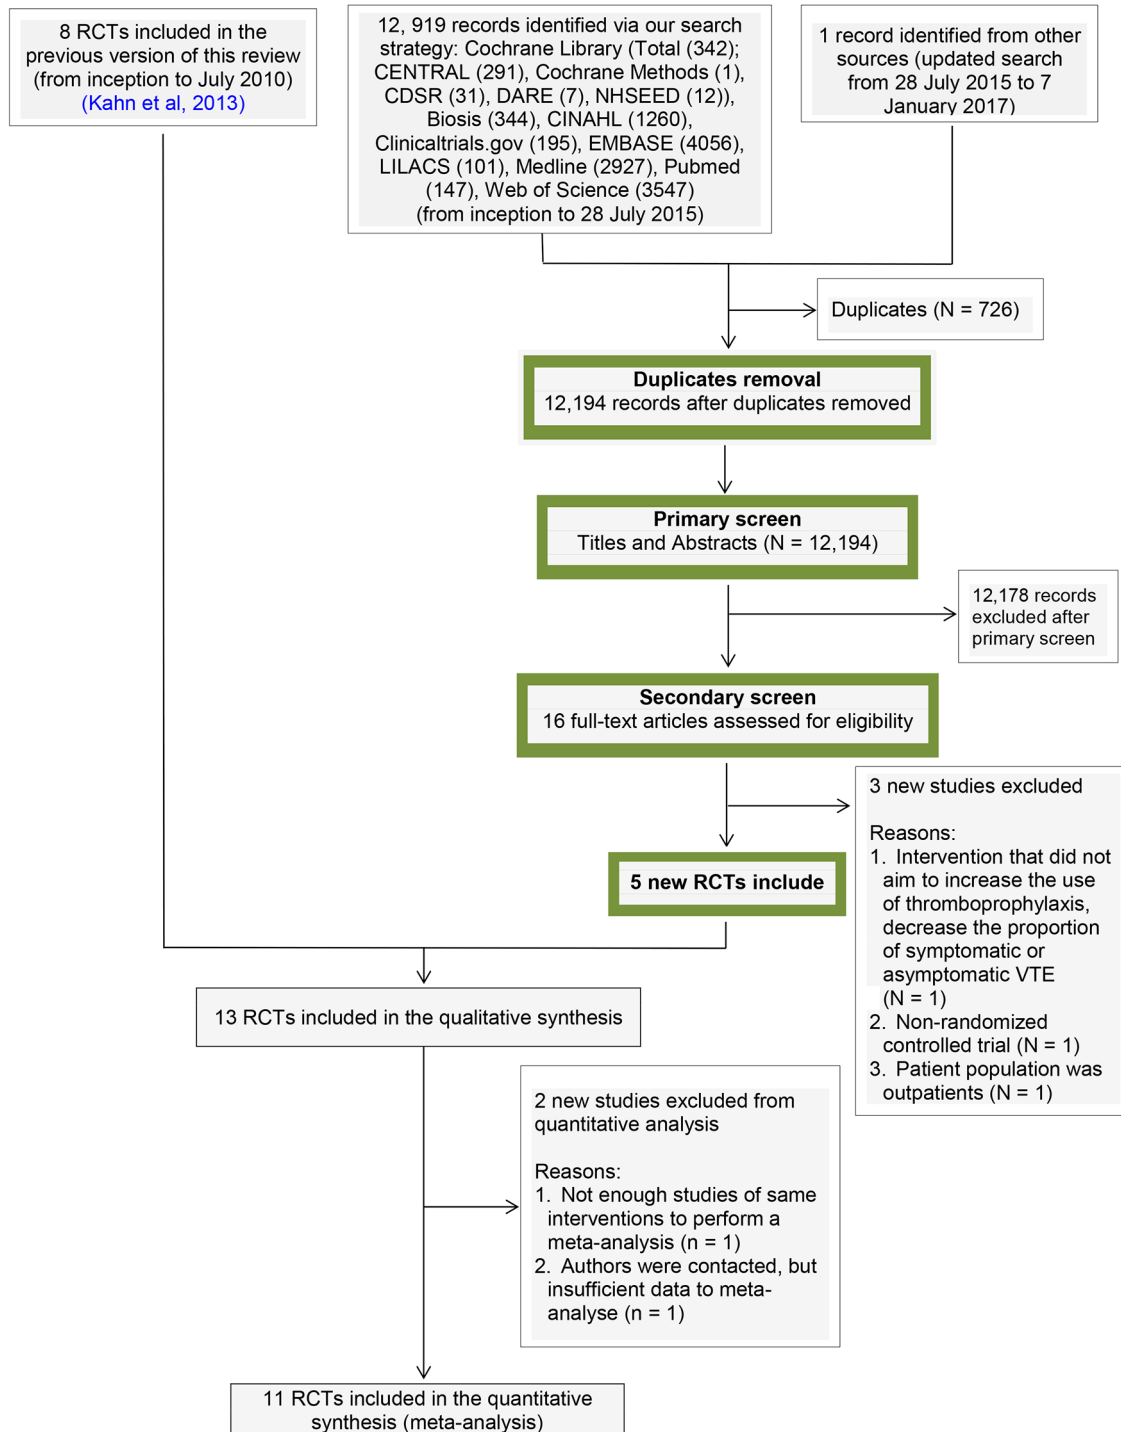 8 RCTs included in the
previous version of this review
(from inception to July 2010)
(Kahn et al, 2013)
12, 919 records identified via our search
strategy: Cochrane Library (Total (342);
CENTRAL (291), Cochrane Methods (1),
CDSR (31), DARE (7), NHSEED (12)),
Biosis (344), CINAHL (1260),
Clinicaltrials.gov (195), EMBASE (4056),
LILACS (101), Medline (2927), Pubmed
(147), Web of Science (3547)
(from inception to 28 July 2015)
1 record identified from other
sources (updated search
from 28 July 2015 to 7
January 2017)
Duplicates (N = 726)
Duplicates removal
12,194 records after duplicates removed
Primary screen
Titles and Abstracts (N = 12,194)
12,178 records
excluded after
primary screen
Secondary screen
16 full-text articles assessed for eligibility
3 new studies excluded
Reasons:
1. Intervention that did not
aim to increase the use
of thromboprophylaxis,
decrease the proportion
of symptomatic or
asymptomatic VTE
(N = 1)
2. Non-randomized
controlled trial (N = 1)
3. Patient population was
outpatients (N = 1)
5 new RCTs include
13 RCTs included in the qualitative synthesis
2 new studies excluded from
quantitative analysis
Reasons:
1. Not enough studies of same
interventions to perform a
meta-analysis (n = 1)
2. Authors were contacted, but
insufficient data to meta-
analyse (n = 1)
11 RCTs included in the quantitative
synthesis (meta-analysis)